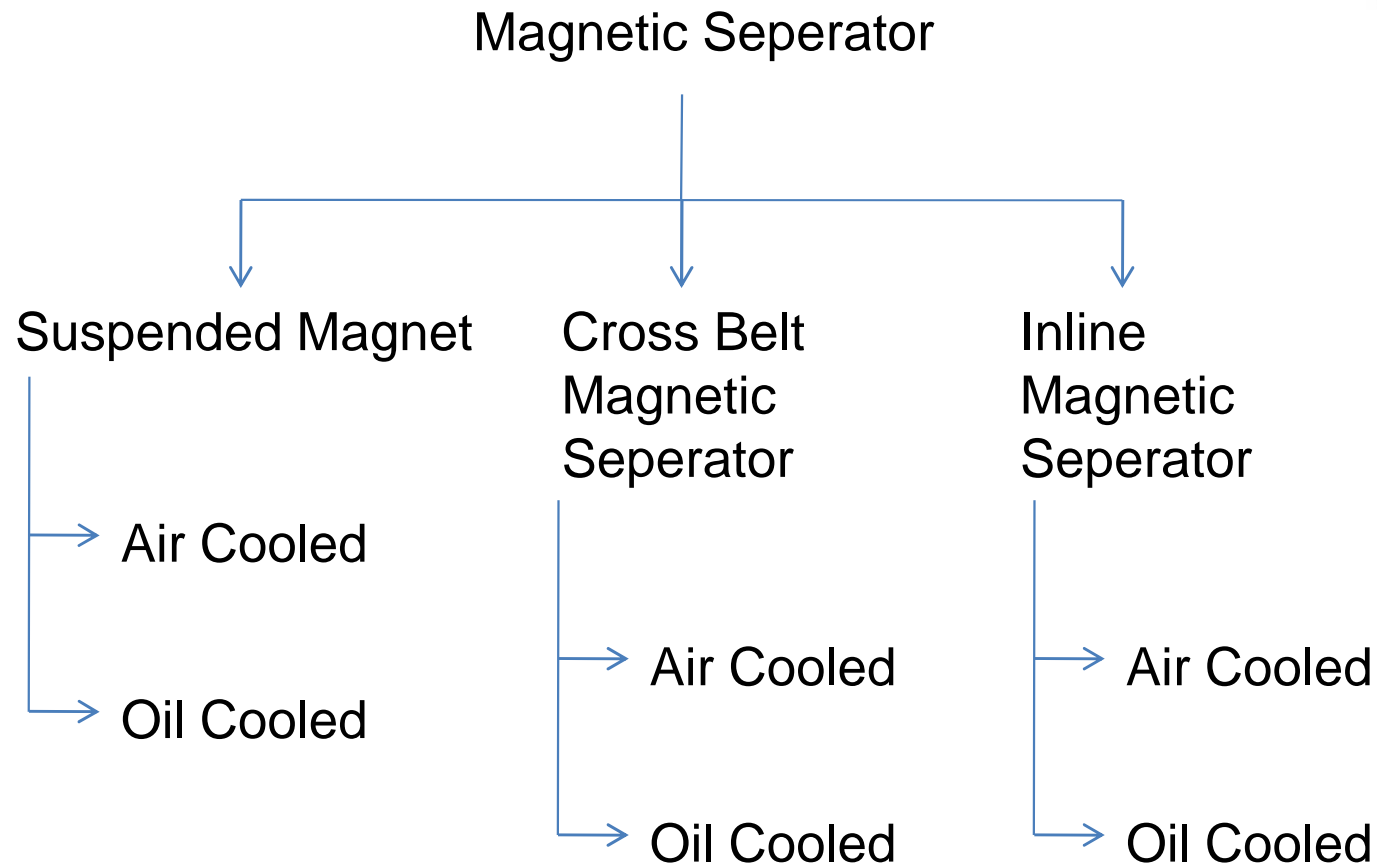 Magnetic Seperator
Suspended Magnet
Air Cooled
Oil Cooled
Cross Belt
Magnetic
Seperator
Air Cooled
Oil Cooled
Inline
Magnetic
Seperator
Air Cooled
Oil Cooled